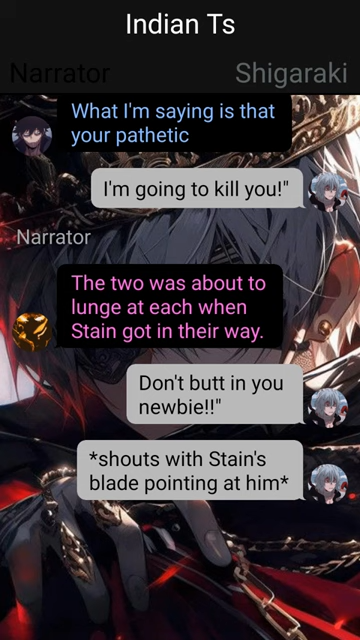 Indian Ts
Narrator
Shigaraki
What I'm saying is that
your pathetic
I'm going to kill you!"
Narrator
The two was about to
lunge at each when
Stain got in their way.
Don't butt in you
newbie!!"
*shouts with Stain's
blade pointing at him*